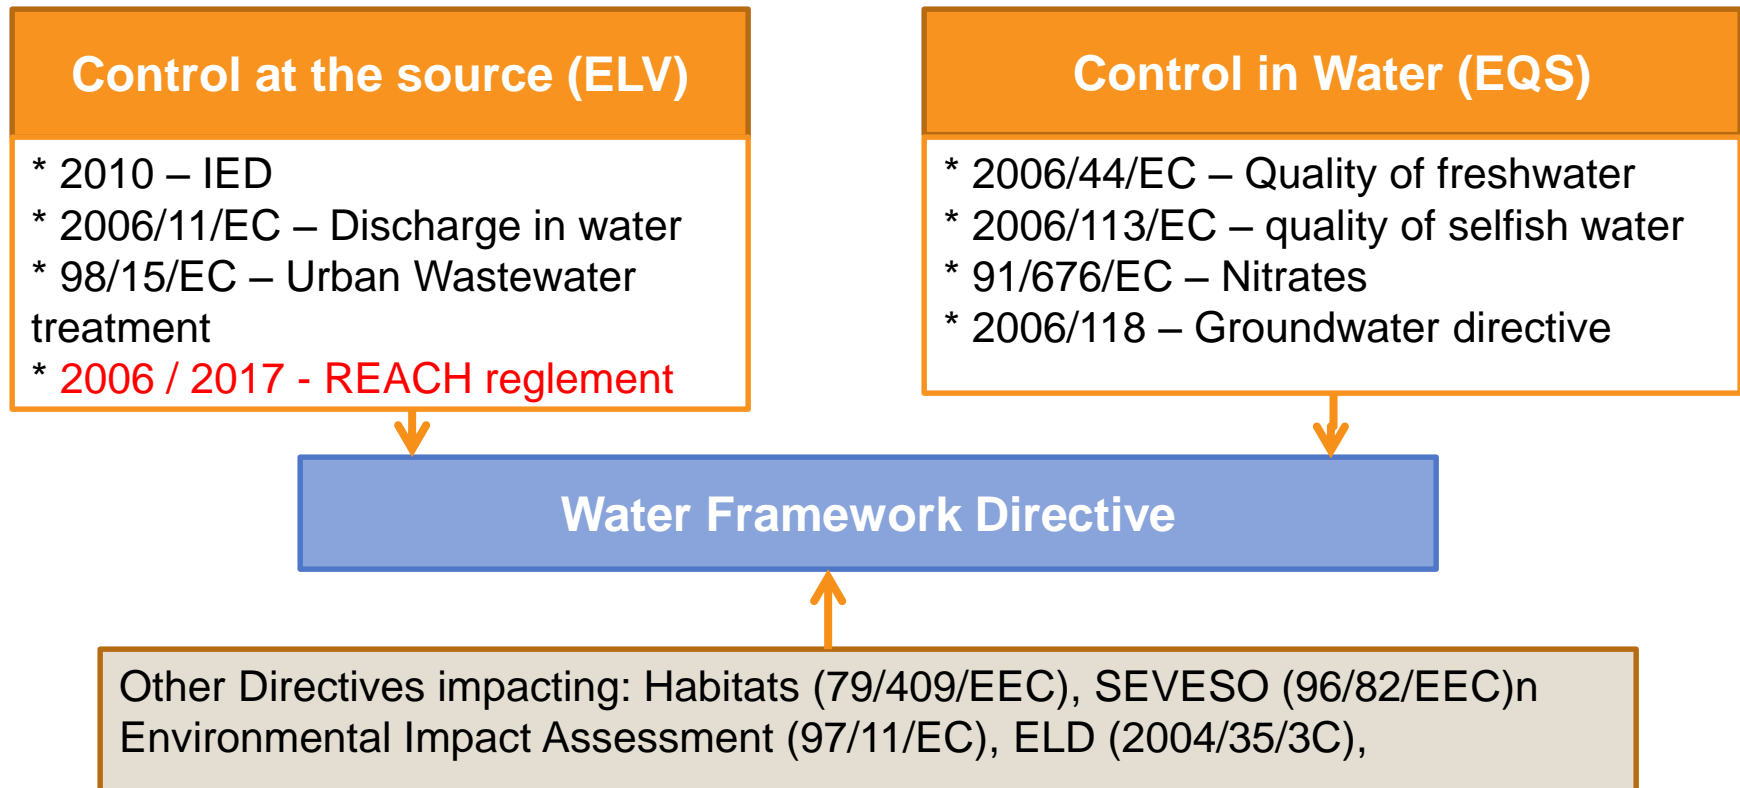 Control at the source (ELV)
* 2010 – IED
* 2006/11/EC – Discharge in water
* 98/15/EC – Urban Wastewater
treatment
* 2006 / 2017 - REACH reglement
Control in Water (EQS)
* 2006/44/EC – Quality of freshwater
* 2006/113/EC – quality of selfish water
* 91/676/EC – Nitrates
* 2006/118 – Groundwater directive
Water Framework Directive
Other Directives impacting: Habitats (79/409/EEC), SEVESO (96/82/EEC)n
Environmental Impact Assessment (97/11/EC), ELD (2004/35/3C),